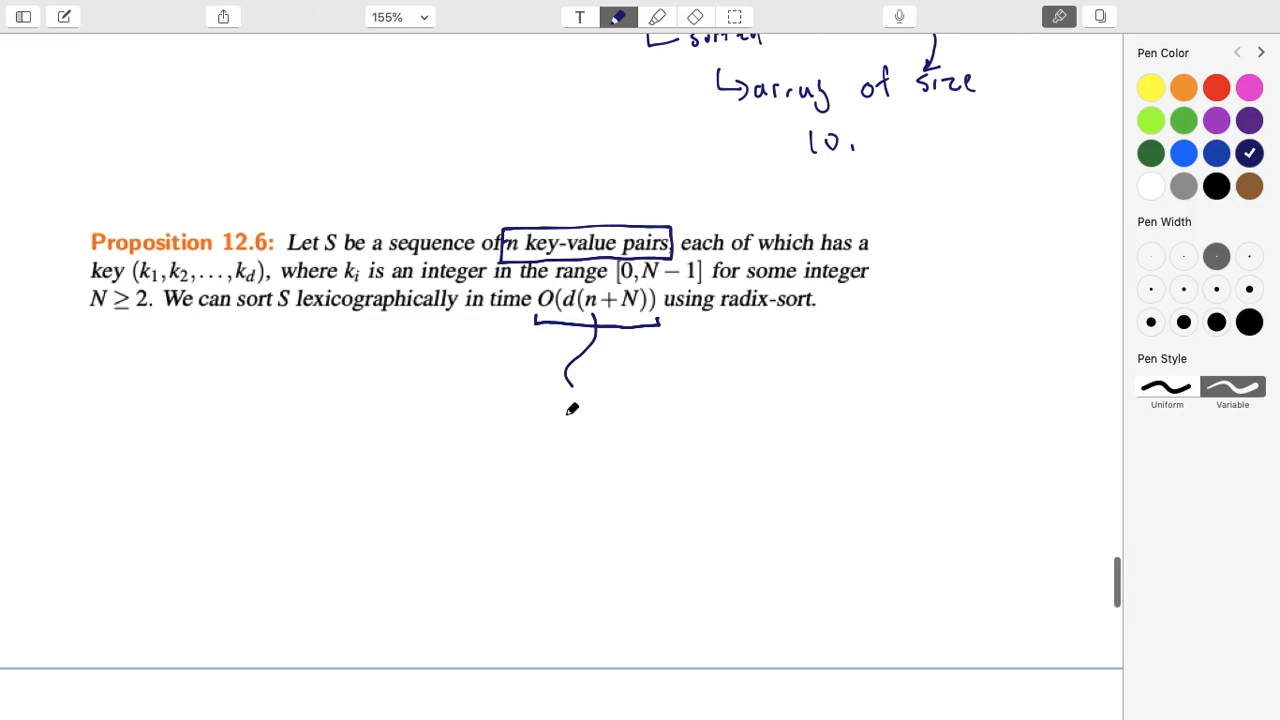 155%
T
sorted
↳array of size
10.
Proposition 12.6: Let S be a sequence of n key-value pairs, each of which has a
key (k₁,k₂,...,k_d), where kᵢ is an integer in the range [0,N − 1] for some integer
N ≥ 2. We can sort S lexicographically in time O(d(n+N)) using radix-sort.
Pen Color
Pen Width
Pen Style
Uniform Variable